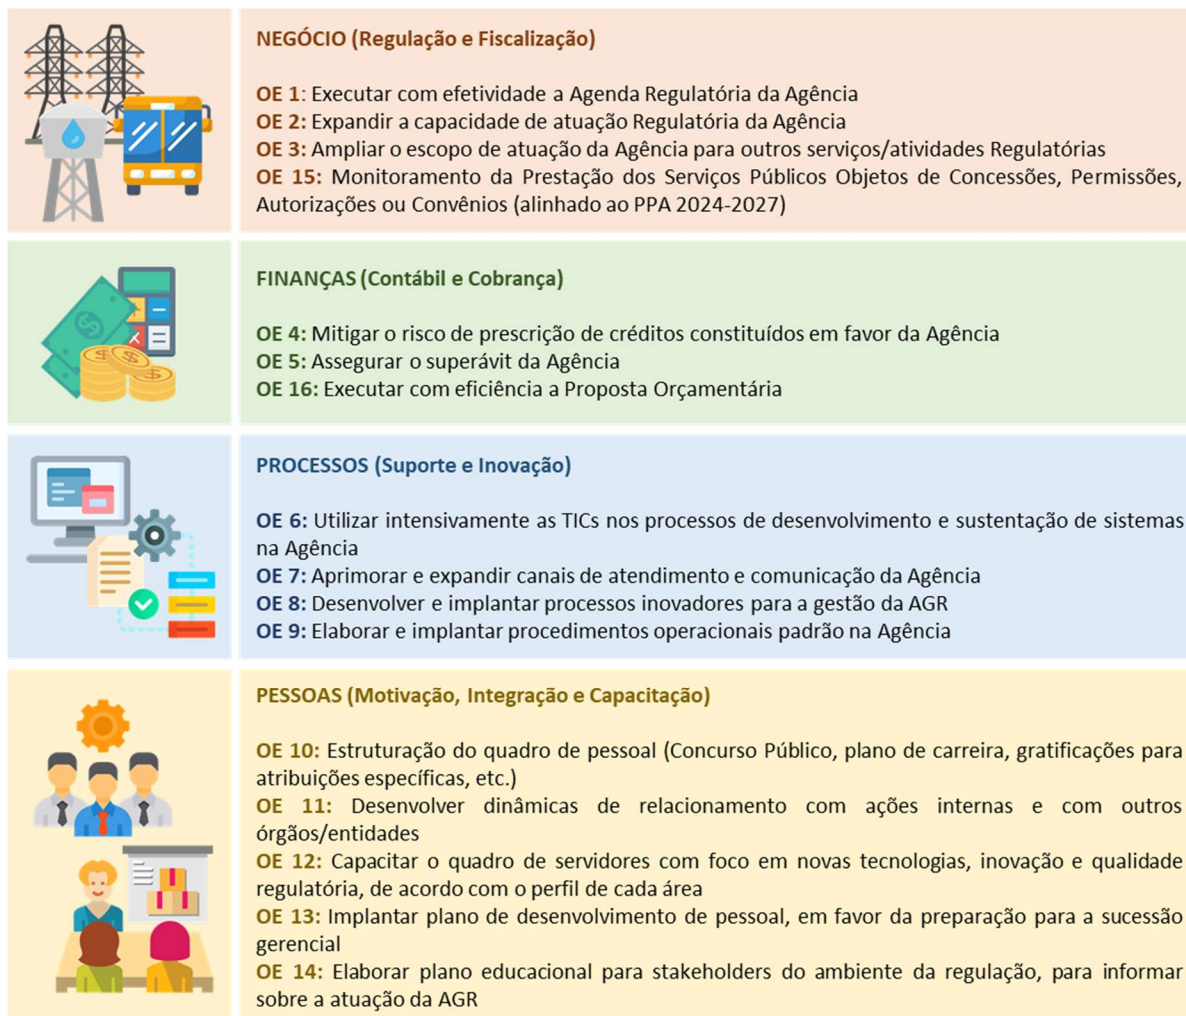 NEGÓCIO (Regulação e Fiscalização)
OE 1: Executar com efetividade a Agenda Regulatória da Agência
OE 2: Expandir a capacidade de atuação Regulatória da Agência
OE 3: Ampliar o escopo de atuação da Agência para outros serviços/atividades Regulatórias
OE 15: Monitoramento da Prestação dos Serviços Públicos Objetos de Concessões, Permissões,
Autorizações ou Convênios (alinhado ao PPA 2024-2027)
FINANÇAS (Contábil e Cobrança)
OE 4: Mitigar o risco de prescrição de créditos constituídos em favor da Agência
OE 5: Assegurar o superávit da Agência
OE 16: Executar com eficiência a Proposta Orçamentária
PROCESSOS (Suporte e Inovação)
OE 6: Utilizar intensivamente as TICs nos processos de desenvolvimento e sustentação de sistemas
na Agência
OE 7: Aprimorar e expandir canais de atendimento e comunicação da Agência
OE 8: Desenvolver e implantar processos inovadores para a gestão da AGR
OE 9: Elaborar e implantar procedimentos operacionais padrão na Agência
PESSOAS (Motivação, Integração e Capacitação)
OE 10: Estruturação do quadro de pessoal (Concurso Público, plano de carreira, gratificações para
atribuições específicas, etc.)
OE 11: Desenvolver dinâmicas de relacionamento com ações internas e com outros
órgãos/entidades
OE 12: Capacitar o quadro de servidores com foco em novas tecnologias, inovação e qualidade
regulatória, de acordo com o perfil de cada área
OE 13: Implantar plano de desenvolvimento de pessoal, em favor da preparação para a sucessão
gerencial
OE 14: Elaborar plano educacional para stakeholders do ambiente da regulação, para informar
sobre a atuação da AGR